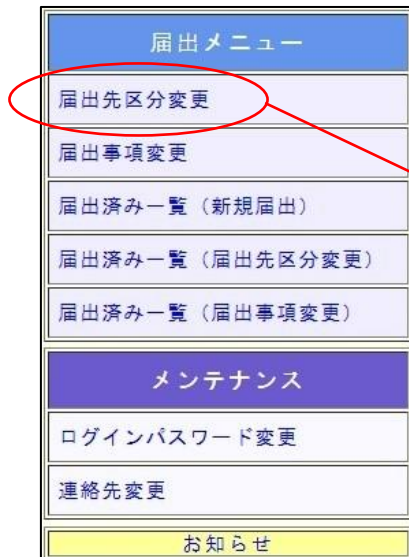 届出メニュー
届出先区分変更
届出事項変更
届出済み一覧（新規届出）
届出済み一覧（届出先区分変更）
届出済み一覧（届出事項変更）
メンテナンス
ログインパスワード変更
連絡先変更
お知らせ